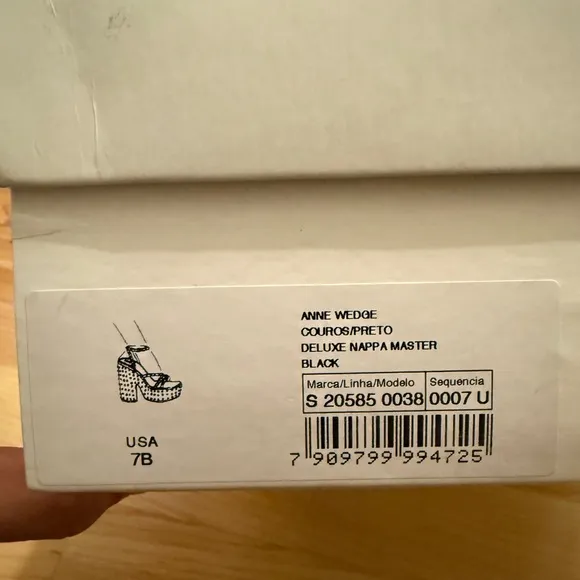 ANNE WEDGE
COUROS/PRETO
DELUXE NAPPA MASTER
BLACK
Marca/Linha/Modelo Sequencia
S 20585 0038 0007 U
USA
7B
7 909799 994725